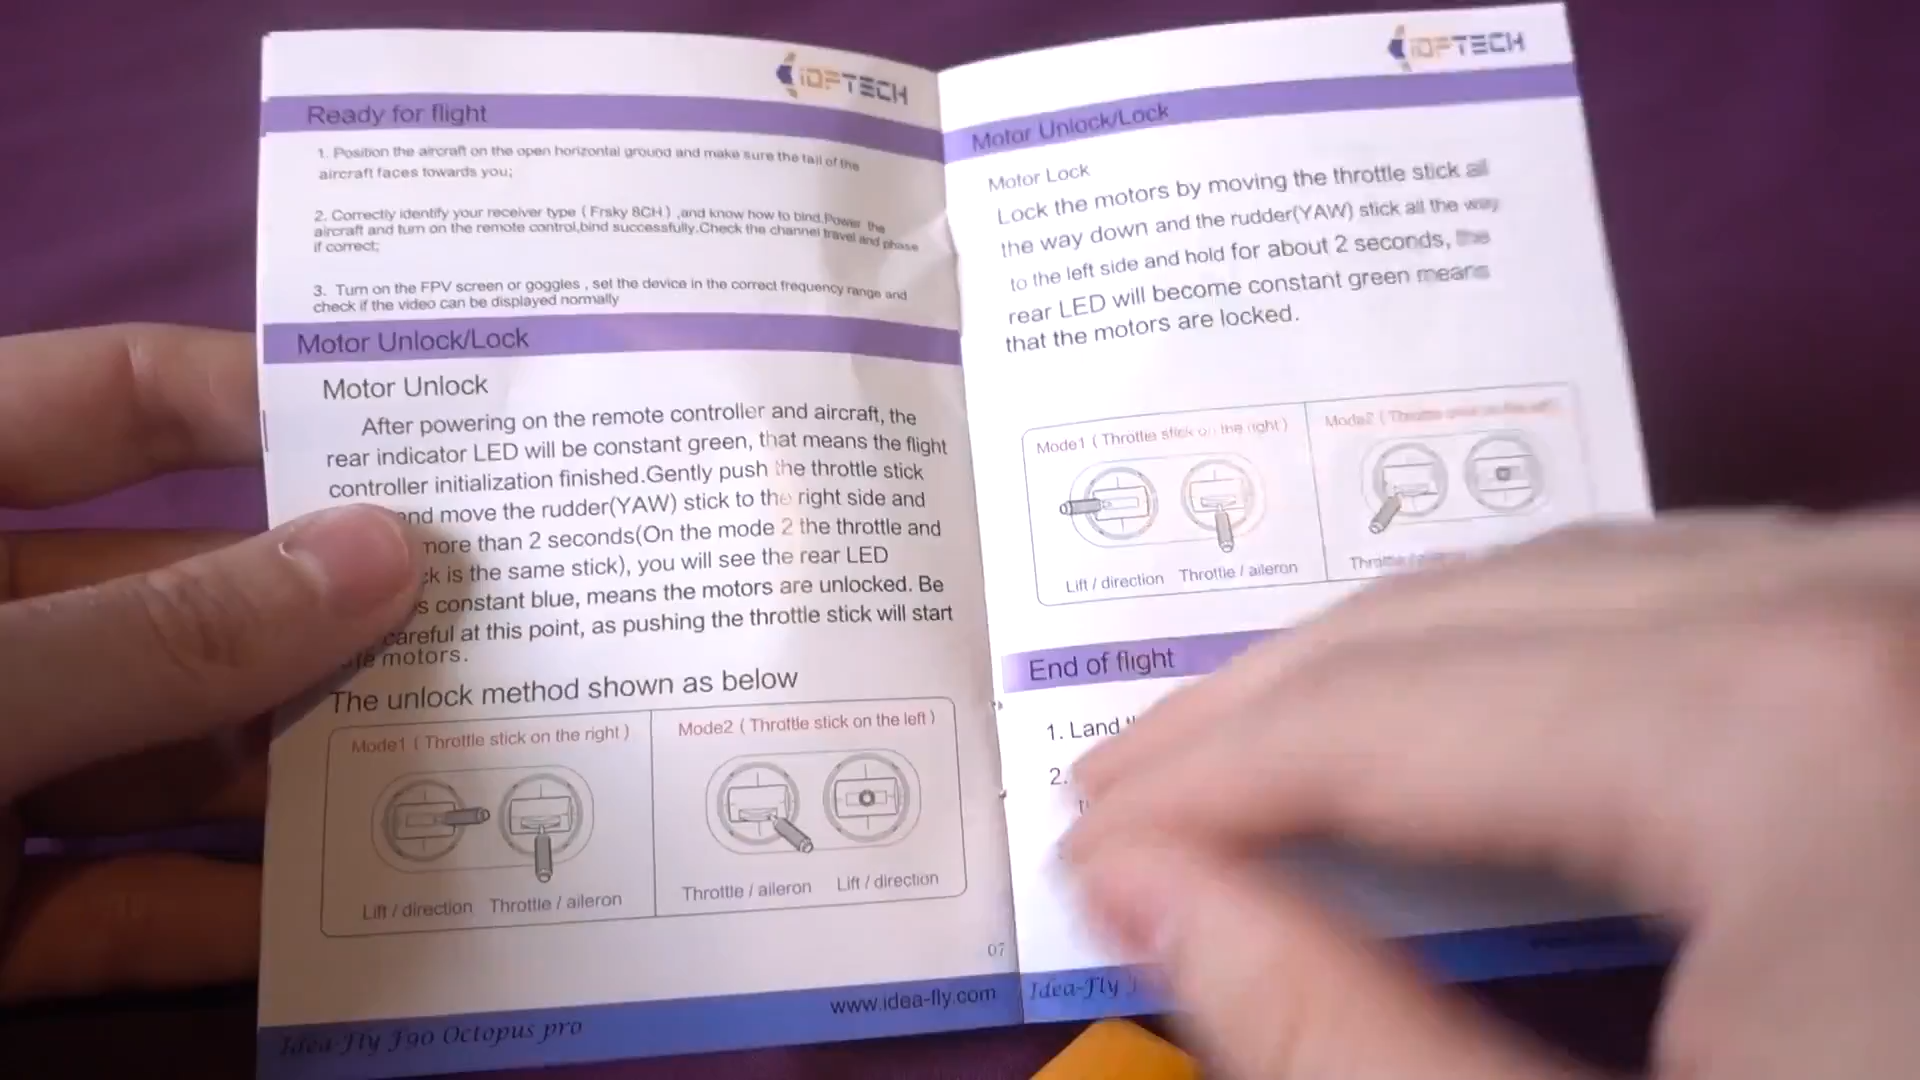 iDFTECH
Ready for flight
1. Position the aircraft on the open horizontal ground and make sure the tail of the
aircraft faces towards you;
2. Correctly identify your receiver type ( Frsky 8CH ) ,and know how to bind.Power the
aircraft and turn on the remote control,bind successfully.Check the channel travel and phase
if correct;
3. Turn on the FPV screen or goggles , set the device in the correct frequency range and
check if the video can be displayed normally
Motor Unlock/Lock
Motor Unlock
After powering on the remote controller and aircraft, the
rear indicator LED will be constant green, that means the flight
controller initialization finished.Gently push the throttle stick
and move the rudder(YAW) stick to the right side and
more than 2 seconds(On the mode 2 the throttle and
is the same stick), you will see the rear LED
constant blue, means the motors are unlocked. Be
careful at this point, as pushing the throttle stick will start
motors.
The unlock method shown as below
Mode1 ( Throttle stick on the right )
Mode2 ( Throttle stick on the left )
Lift / direction Throttle / aileron
Throttle / aileron Lift / direction
07
www.idea-fly.com
Idea-Fly F90 Octopus pro
iDFTECH
Motor Unlock/Lock
Motor Lock
Lock the motors by moving the throttle stick all
the way down and the rudder(YAW) stick all the way
to the left side and hold for about 2 seconds, the
rear LED will become constant green means
that the motors are locked.
Mode1 ( Throttle stick on the right )
Mode2 ( Throttle stick on the left )
Lift / direction Throttle / aileron
Throttle /
End of flight
1. Land
2.
Idea-Fly